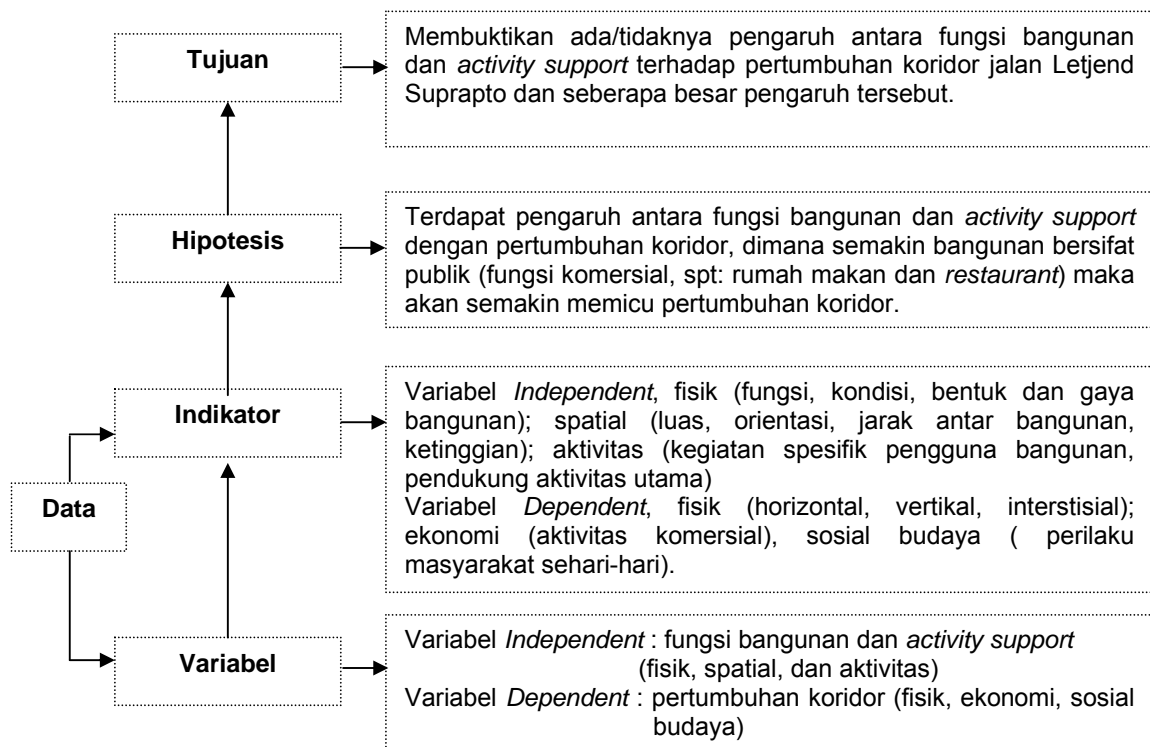 Tujuan
Membuktikan ada/tidaknya pengaruh antara fungsi bangunan
dan activity support terhadap pertumbuhan koridor jalan Letjend
Suprapto dan seberapa besar pengaruh tersebut.
Hipotesis
Terdapat pengaruh antara fungsi bangunan dan activity support
dengan pertumbuhan koridor, dimana semakin bangunan bersifat
publik (fungsi komersial, spt: rumah makan dan restaurant) maka
akan semakin memicu pertumbuhan koridor.
Data
Indikator
Variabel Independent, fisik (fungsi, kondisi, bentuk dan gaya
bangunan); spatial (luas, orientasi, jarak antar bangunan,
ketinggian); aktivitas (kegiatan spesifik pengguna bangunan,
pendukung aktivitas utama)
Variabel Dependent, fisik (horizontal, vertikal, interstisial);
ekonomi (aktivitas komersial), sosial budaya ( perilaku
masyarakat sehari-hari).
Variabel
Variabel Independent : fungsi bangunan dan activity support
(fisik, spatial, dan aktivitas)
Variabel Dependent : pertumbuhan koridor (fisik, ekonomi, sosial
budaya)